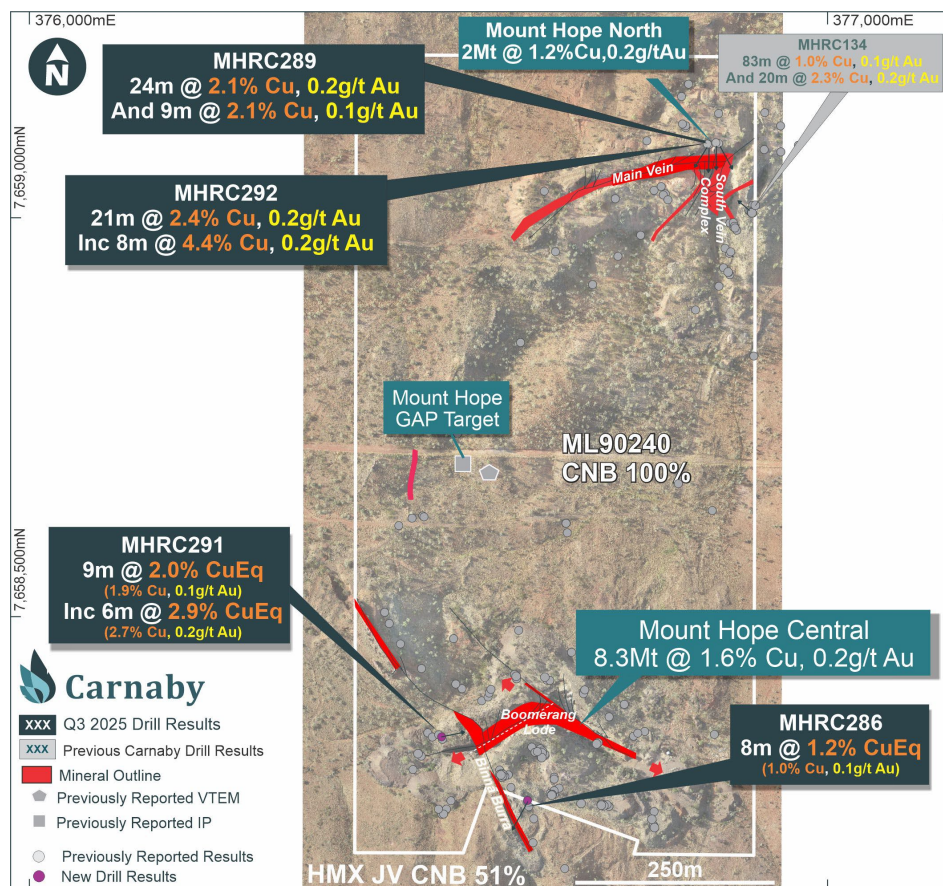 376,000mE
377,000mE
N
7,659,000mN
7,658,500mN
MHRC289
24m @ 2.1% Cu, 0.2g/t Au
And 9m @ 2.1% Cu, 0.1g/t Au
Mount Hope North
2Mt @ 1.2%Cu,0.2g/tAu
MHRC134
83m @ 1.0% Cu, 0.1g/t Au
And 20m @ 2.3% Cu, 0.2g/t Au
MHRC292
21m @ 2.4% Cu, 0.2g/t Au
Inc 8m @ 4.4% Cu, 0.2g/t Au
Main Vein
South Vein
Complex
Mount Hope
GAP Target
ML90240
CNB 100%
MHRC291
9m @ 2.0% CuEq
(1.9% Cu, 0.1g/t Au)
Inc 6m @ 2.9% CuEq
(2.7% Cu, 0.2g/t Au)
Mount Hope Central
8.3Mt @ 1.6% Cu, 0.2g/t Au
Boomerang
Lode
Binna Burra
MHRC286
8m @ 1.2% CuEq
(1.0% Cu, 0.1g/t Au)
Carnaby
XXX Q3 2025 Drill Results
XXX Previous Carnaby Drill Results
Mineral Outline
Previously Reported VTEM
Previously Reported IP
Previously Reported Results
New Drill Results
HMX JV CNB 51%
250m